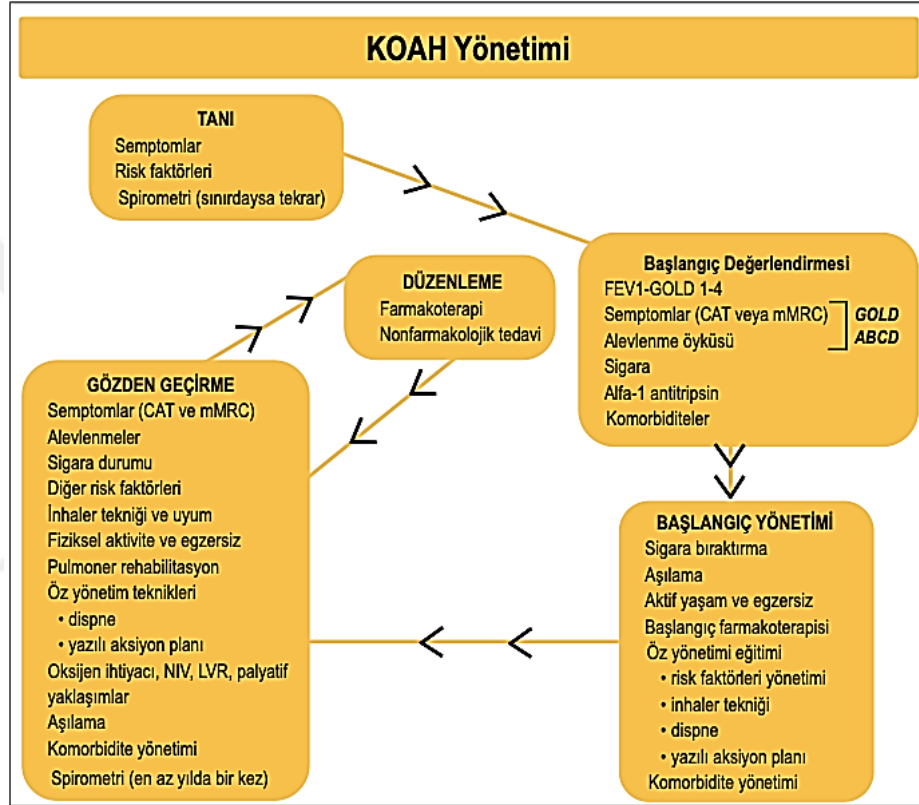 KOAH Yönetimi
TANI
Semptomlar
Risk faktörleri
Spirometri (sınırdaysa tekrar)
Başlangıç Değerlendirmesi
FEV1-GOLD 1-4
Semptomlar (CAT veya mMRC)
Alevlenme öyküsü
GOLD
ABCD
Sigara
Alfa-1 antitripsin
Komorbiditeler
DÜZENLEME
Farmakoterapi
Nonfarmakolojik tedavi
BAŞLANGIÇ YÖNETİMİ
Sigara bıraktırma
Aşılama
Aktif yaşam ve egzersiz
Başlangıç farmakoterapisi
Öz yönetimi eğitimi
• risk faktörleri yönetimi
• inhaler tekniği
• dispne
• yazılı aksiyon planı
Komorbidite yönetimi
GÖZDEN GEÇİRME
Semptomlar (CAT ve mMRC)
Alevlenmeler
Sigara durumu
Diğer risk faktörleri
İnhaler tekniği ve uyum
Fiziksel aktivite ve egzersiz
Pulmoner rehabilitasyon
Öz yönetim teknikleri
• dispne
• yazılı aksiyon planı
Oksijen ihtiyacı, NIV, LVR, palyatif
yaklaşımlar
Aşılama
Komorbidite yönetimi
Spirometri (en az yılda bir kez)